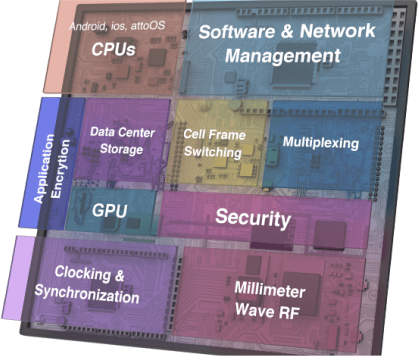 Android, ios, attoOS
CPUs
Software & Network
Management
Application
Encrytion
Data Center
Storage
Cell Frame
Switching
Multiplexing
GPU
Security
Clocking &
Synchronization
Millimeter
Wave RF